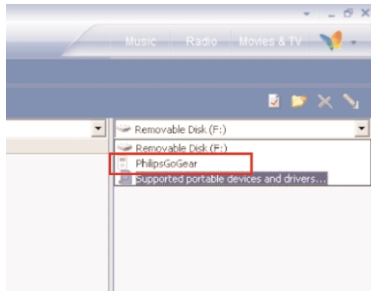 Music Radio Movies & TV
Removable Disk (F:)
Removable Disk (F:)
PhilipsGoGear
Supported portable devices and drivers...